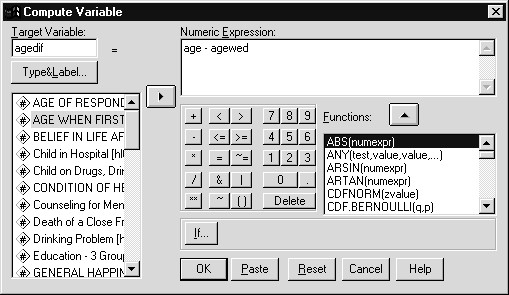 Compute Variable
Target Variable:
agedif
=
Type&Label...
Numeric Expression:
age - agewed
AGE OF RESPOND
AGE WHEN FIRST
BELIEF IN LIFE AF
Child in Hospital [hl
Child on Drugs, Drin
CONDITION OF HE
Counseling for Men
Death of a Close Fr
Drinking Problem [h
Education - 3 Group
GENERAL HAPPIN
+ < > 7 8 9
- <= >= 4 5 6
* = ~= 1 2 3
/ & | 0 .
** ~ ( ) Delete
Functions:
ABS(numexpr)
ANY(test,value,value,...)
ARSIN(numexpr)
ARTAN(numexpr)
CDFNORM(zvalue)
CDF.BERNOULLI(q,p)
If...
OK Paste Reset Cancel Help